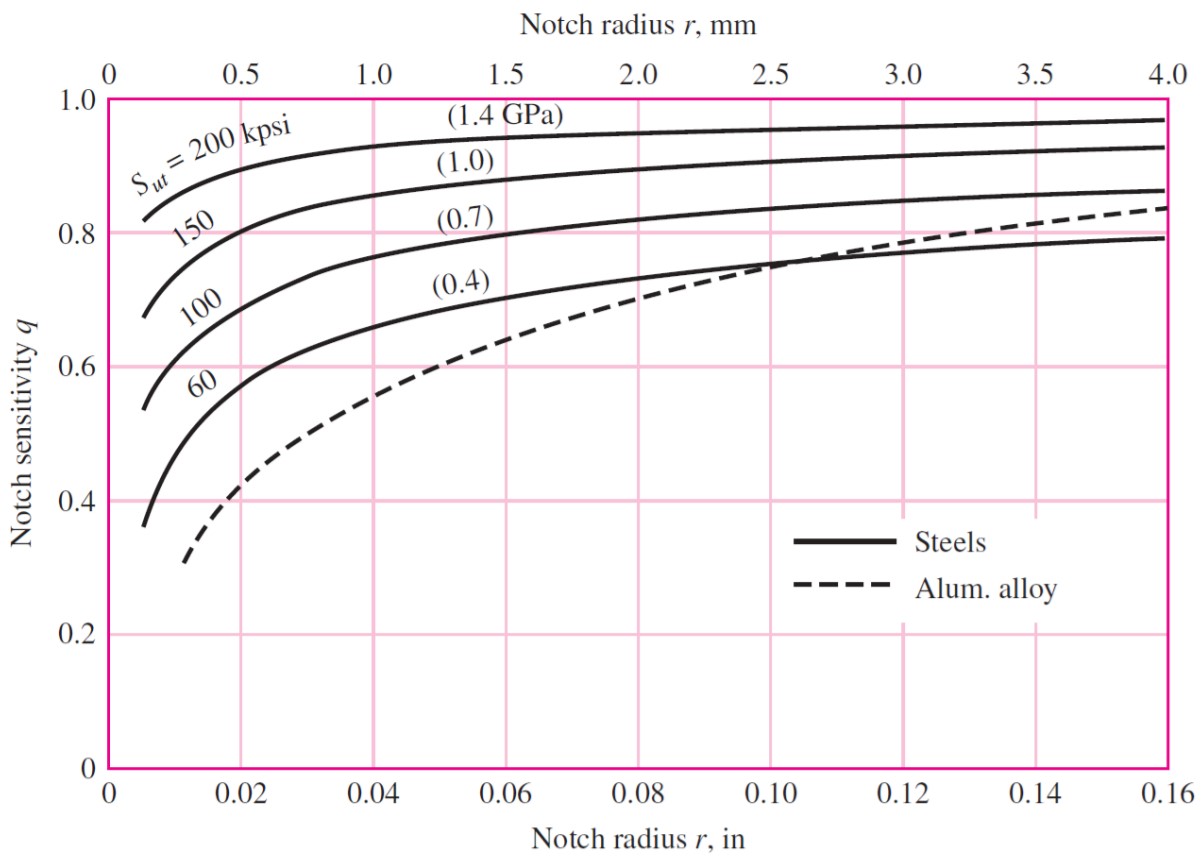 Notch radius r, mm
0 0.5 1.0 1.5 2.0 2.5 3.0 3.5 4.0
1.0
S_ut = 200 kpsi
(1.4 GPa)
150
(1.0)
0.8
100
(0.7)
60
(0.4)
0.6
Notch sensitivity q
0.4
Steels
Alum. alloy
0.2
0
0 0.02 0.04 0.06 0.08 0.10 0.12 0.14 0.16
Notch radius r, in